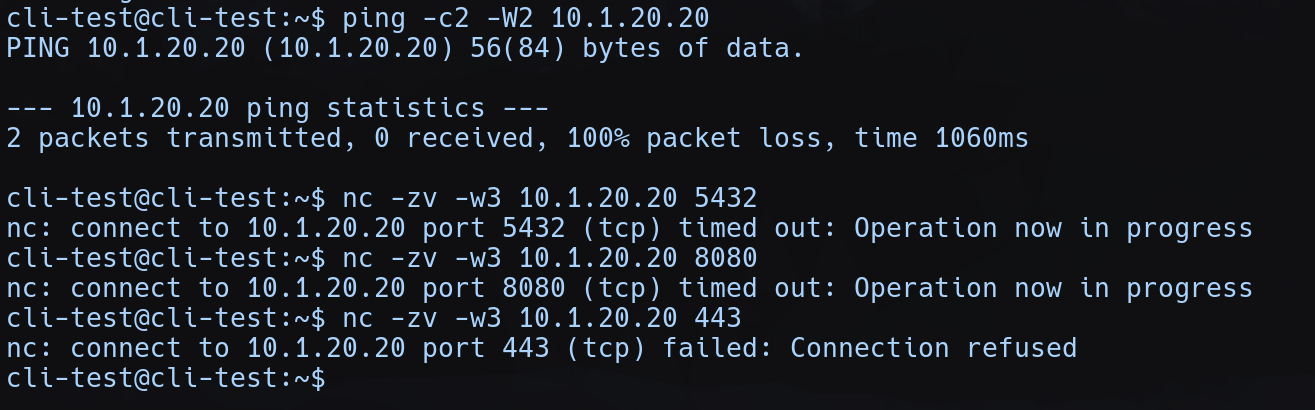 cli-test@cli-test:~$ ping -c2 -W2 10.1.20.20
PING 10.1.20.20 (10.1.20.20) 56(84) bytes of data.

--- 10.1.20.20 ping statistics ---
2 packets transmitted, 0 received, 100% packet loss, time 1060ms

cli-test@cli-test:~$ nc -zv -w3 10.1.20.20 5432
nc: connect to 10.1.20.20 port 5432 (tcp) timed out: Operation now in progress
cli-test@cli-test:~$ nc -zv -w3 10.1.20.20 8080
nc: connect to 10.1.20.20 port 8080 (tcp) timed out: Operation now in progress
cli-test@cli-test:~$ nc -zv -w3 10.1.20.20 443
nc: connect to 10.1.20.20 port 443 (tcp) failed: Connection refused
cli-test@cli-test:~$